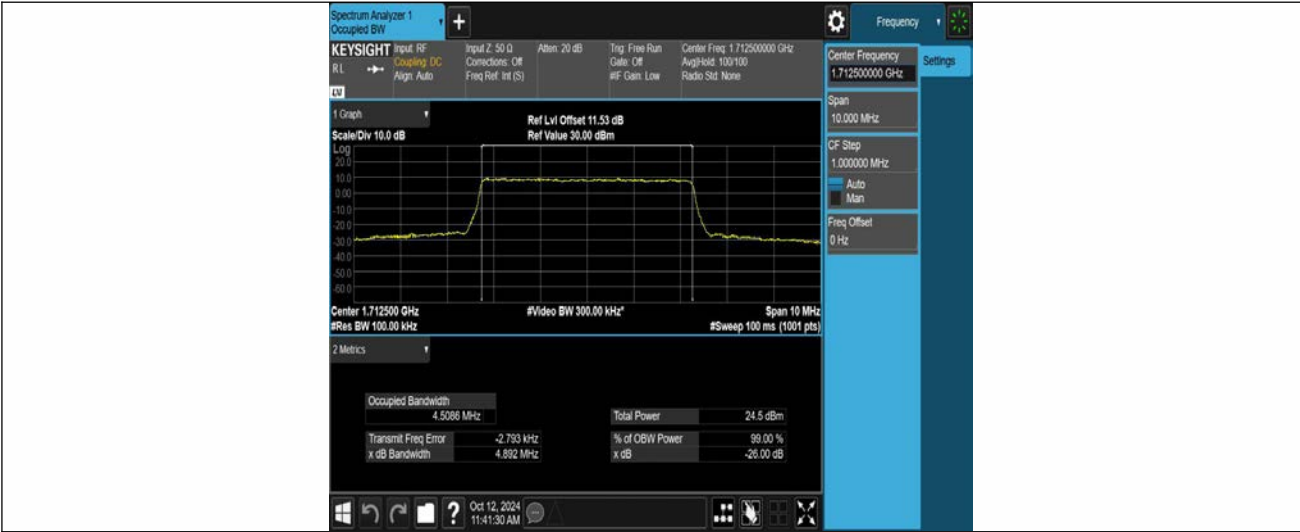 Spectrum Analyzer 1
Occupied BW
+
Frequency
KEYSIGHT
RL
LV
Input: RF
Coupling: DC
Align: Auto
Input Z: 50 Ω
Corrections: Off
Freq Ref: Int (S)
Atten: 20 dB
Trig: Free Run
Gate: Off
#IF Gain: Low
Center Freq: 1.712500000 GHz
Avg|Hold: 100/100
Radio Std: None
1 Graph
Scale/Div 10.0 dB
Ref Lvl Offset 11.53 dB
Ref Value 30.00 dBm
Log
20.0
10.0
0.00
-10.0
-20.0
-30.0
-40.0
-50.0
-60.0
Center 1.712500 GHz
#Res BW 100.00 kHz
#Video BW 300.00 kHz*
Span 10 MHz
#Sweep 100 ms (1001 pts)
2 Metrics
Occupied Bandwidth
4.5086 MHz
Total Power 24.5 dBm
Transmit Freq Error -2.793 kHz
% of OBW Power 99.00 %
x dB Bandwidth 4.892 MHz
x dB -26.00 dB
Center Frequency
1.712500000 GHz
Settings
Span
10.000 MHz
CF Step
1.000000 MHz
Auto
Man
Freq Offset
0 Hz
?
Oct 12, 2024
11:41:30 AM